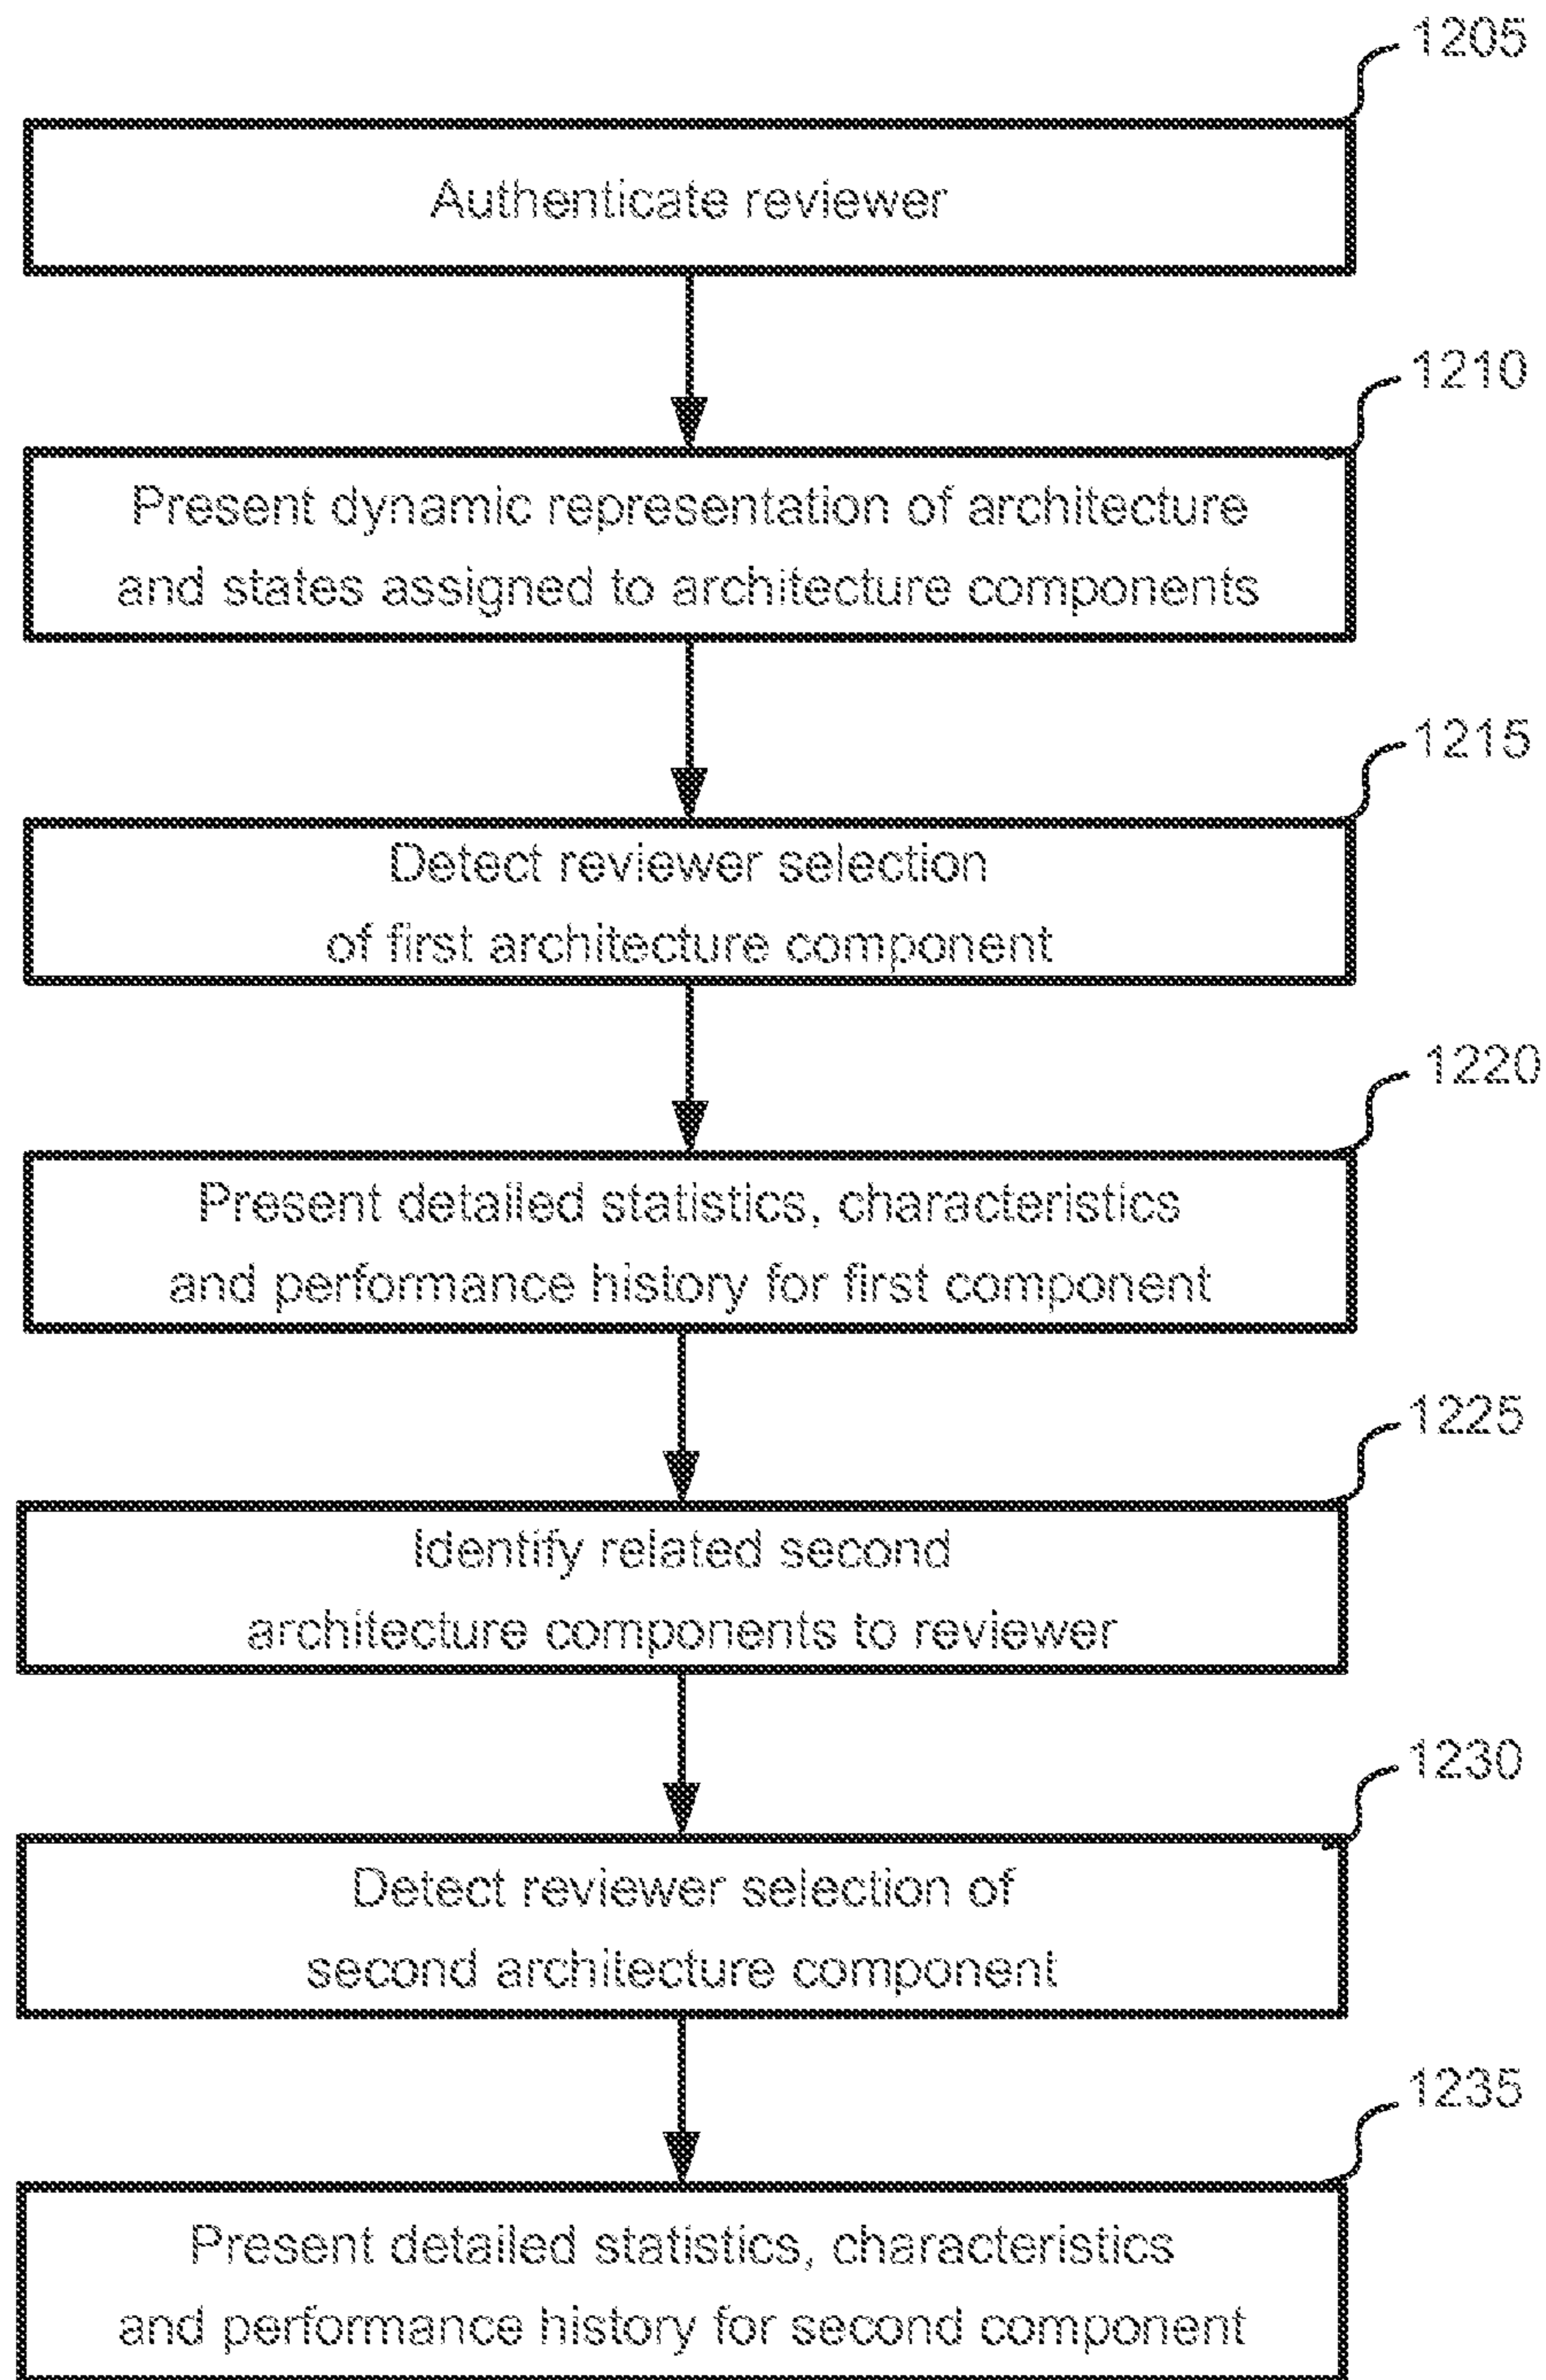 1205
Authenticate reviewer
1210
Present dynamic representation of architecture
and states assigned to architecture components
1215
Detect reviewer selection
of first architecture component
1220
Present detailed statistics, characteristics
and performance history for first component
1225
Identify related second
architecture components to reviewer
1230
Detect reviewer selection of
second architecture component
1235
Present detailed statistics, characteristics
and performance history for second component